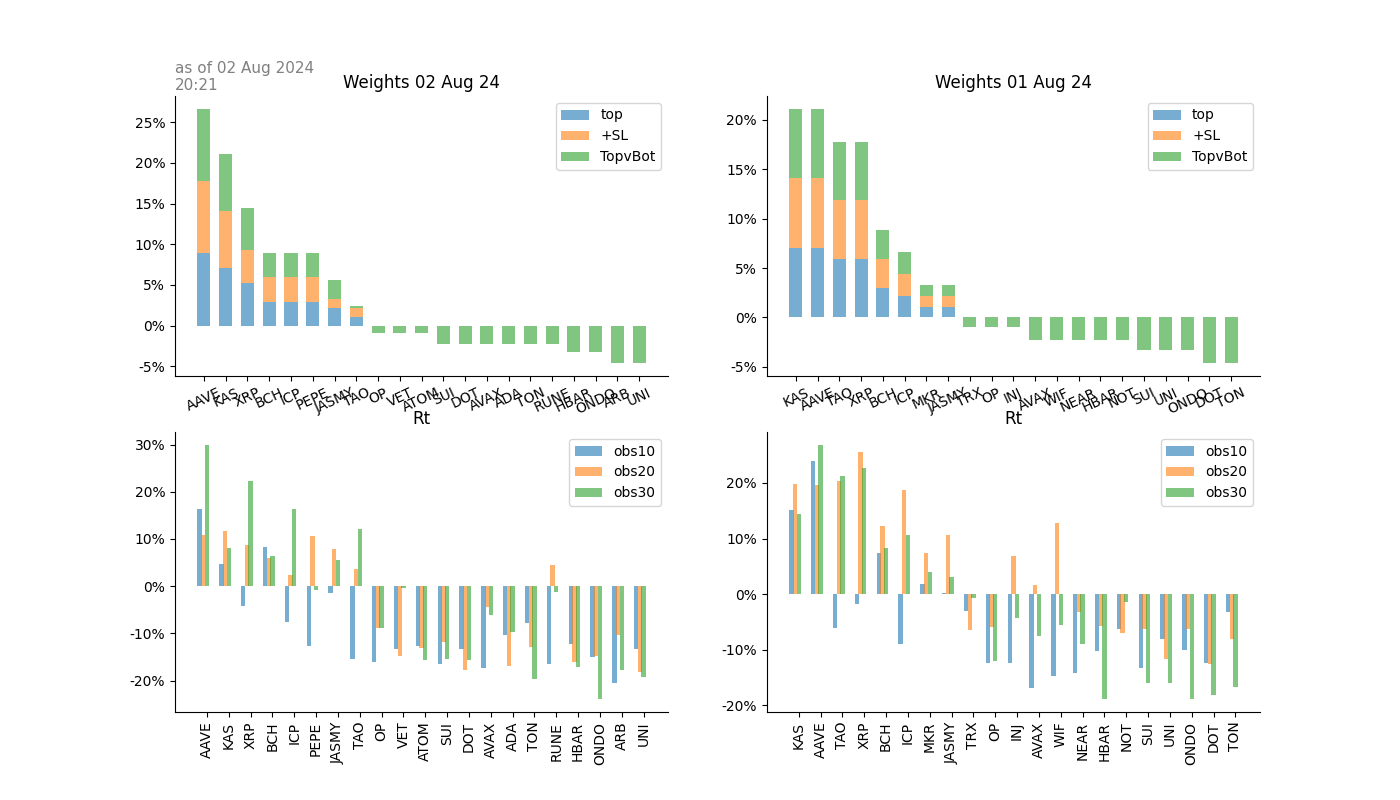 as of 02 Aug 2024
20:21
Weights 02 Aug 24
25%
20%
15%
10%
5%
0%
-5%
top
+SL
TopvBot
AAVE KAS XRP BCH ICP PEPE JASMY TAO OP VET ATOM SUI DOT AVAX ADA TON RUNE HBAR ONDO ARB UNI
Weights 01 Aug 24
20%
15%
10%
5%
0%
-5%
top
+SL
TopvBot
KAS AAVE TAO XRP BCH ICP MKR JASMY TRX OP INJ AVAX WIF NEAR HBAR NOT SUI UNI ONDO DOT TON
Rt
30%
20%
10%
0%
-10%
-20%
obs10
obs20
obs30
AAVE KAS XRP BCH ICP PEPE JASMY TAO OP VET ATOM SUI DOT AVAX ADA TON RUNE HBAR ONDO ARB UNI
Rt
20%
10%
0%
-10%
-20%
obs10
obs20
obs30
KAS AAVE TAO XRP BCH ICP MKR JASMY TRX OP INJ AVAX WIF NEAR HBAR NOT SUI UNI ONDO DOT TON